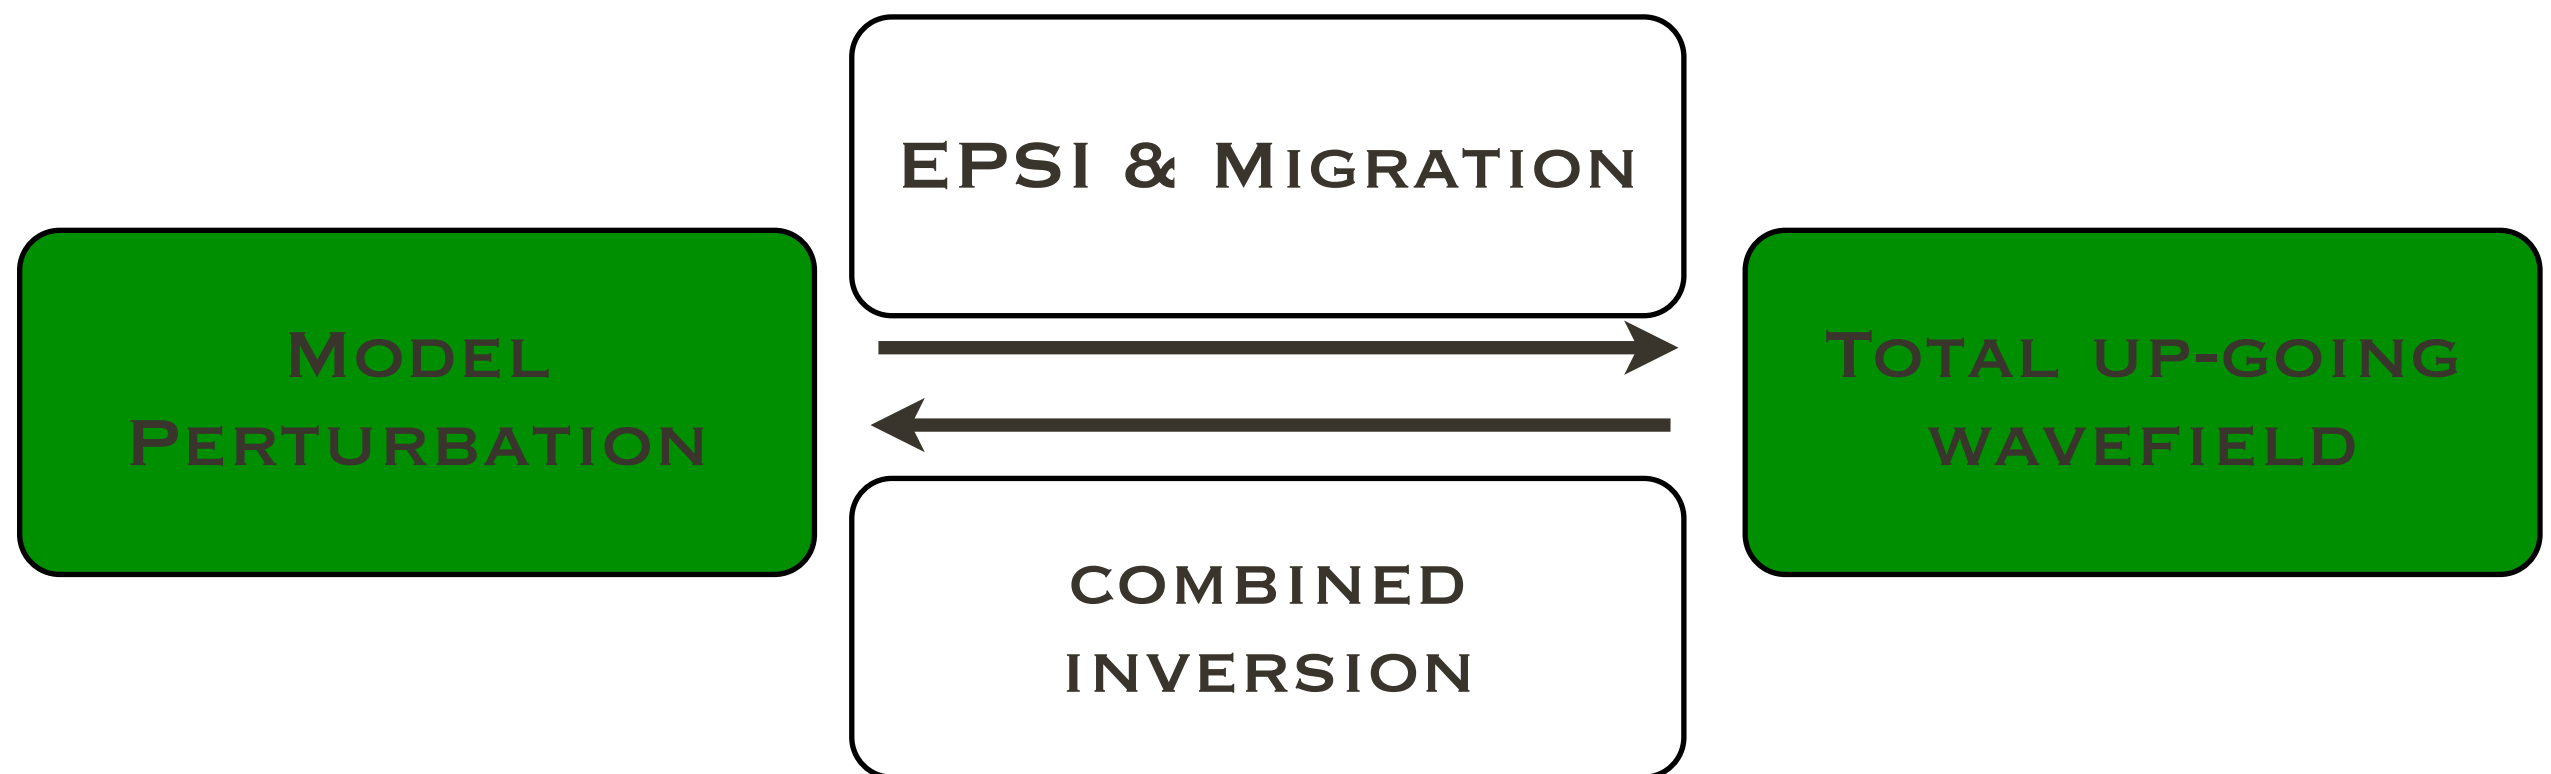 EPSI & Migration
Model
Perturbation
Total up-going
wavefield
combined
inversion